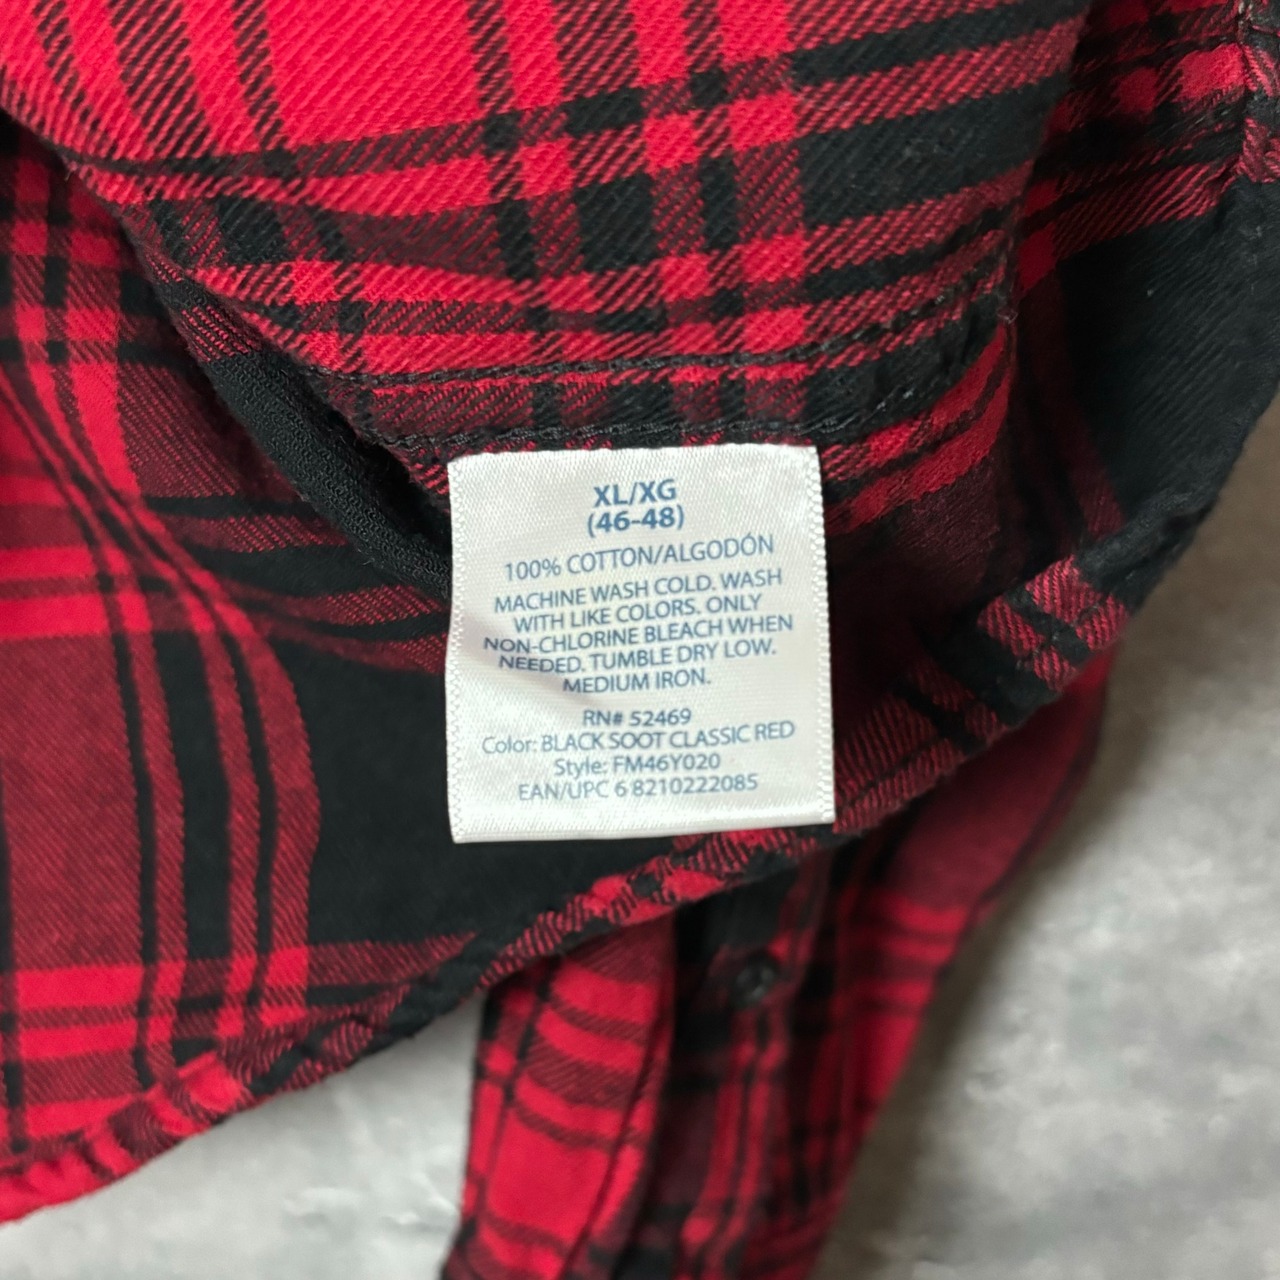 XL/XG
(46-48)
100% COTTON/ALGODÓN
MACHINE WASH COLD. WASH
WITH LIKE COLORS. ONLY
NON-CHLORINE BLEACH WHEN
NEEDED. TUMBLE DRY LOW.
MEDIUM IRON.
RN# 52469
Color: BLACK SOOT CLASSIC RED
Style: FM46Y020
EAN/UPC 6 8210222085